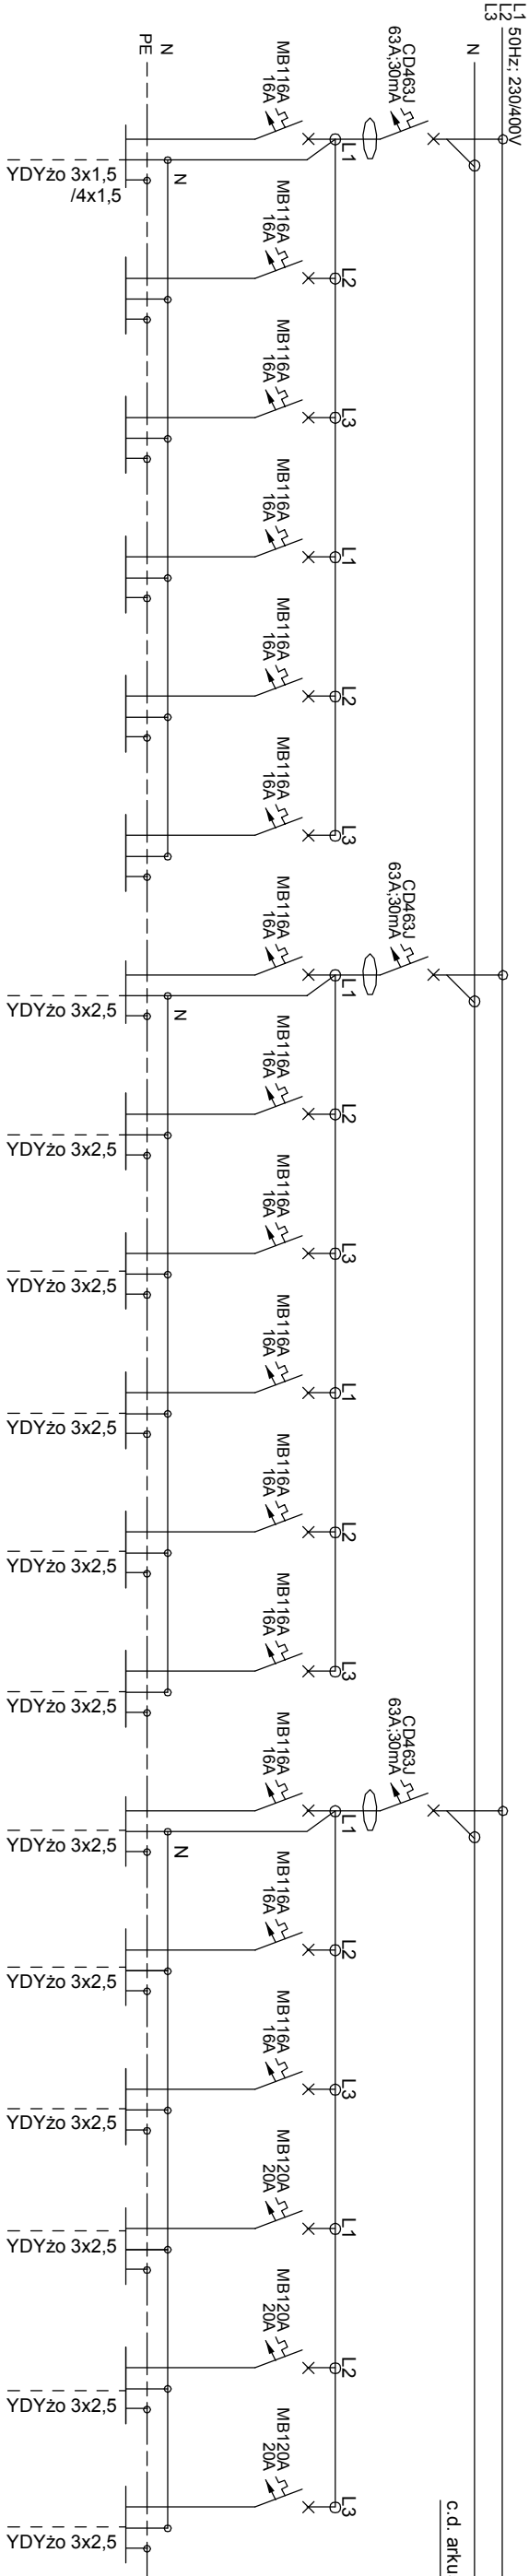 L1
L2 50Hz; 230/400V
L3
N
CD463J
63A;30mA
L1
MB116A
16A
N
PE
N
YDYżo 3x1,5
/4x1,5
L2
MB116A
16A
L3
MB116A
16A
L1
MB116A
16A
L2
MB116A
16A
L3
MB116A
16A
CD463J
63A;30mA
L1
MB116A
16A
N
YDYżo 3x2,5
L2
MB116A
16A
YDYżo 3x2,5
L3
MB116A
16A
YDYżo 3x2,5
L1
MB116A
16A
YDYżo 3x2,5
L2
MB116A
16A
YDYżo 3x2,5
L3
MB116A
16A
YDYżo 3x2,5
CD463J
63A;30mA
L1
MB116A
16A
N
YDYżo 3x2,5
L2
MB116A
16A
YDYżo 3x2,5
L3
MB116A
16A
YDYżo 3x2,5
L1
MB120A
20A
YDYżo 3x2,5
L2
MB120A
20A
YDYżo 3x2,5
L3
MB120A
20A
YDYżo 3x2,5
c.d. arku